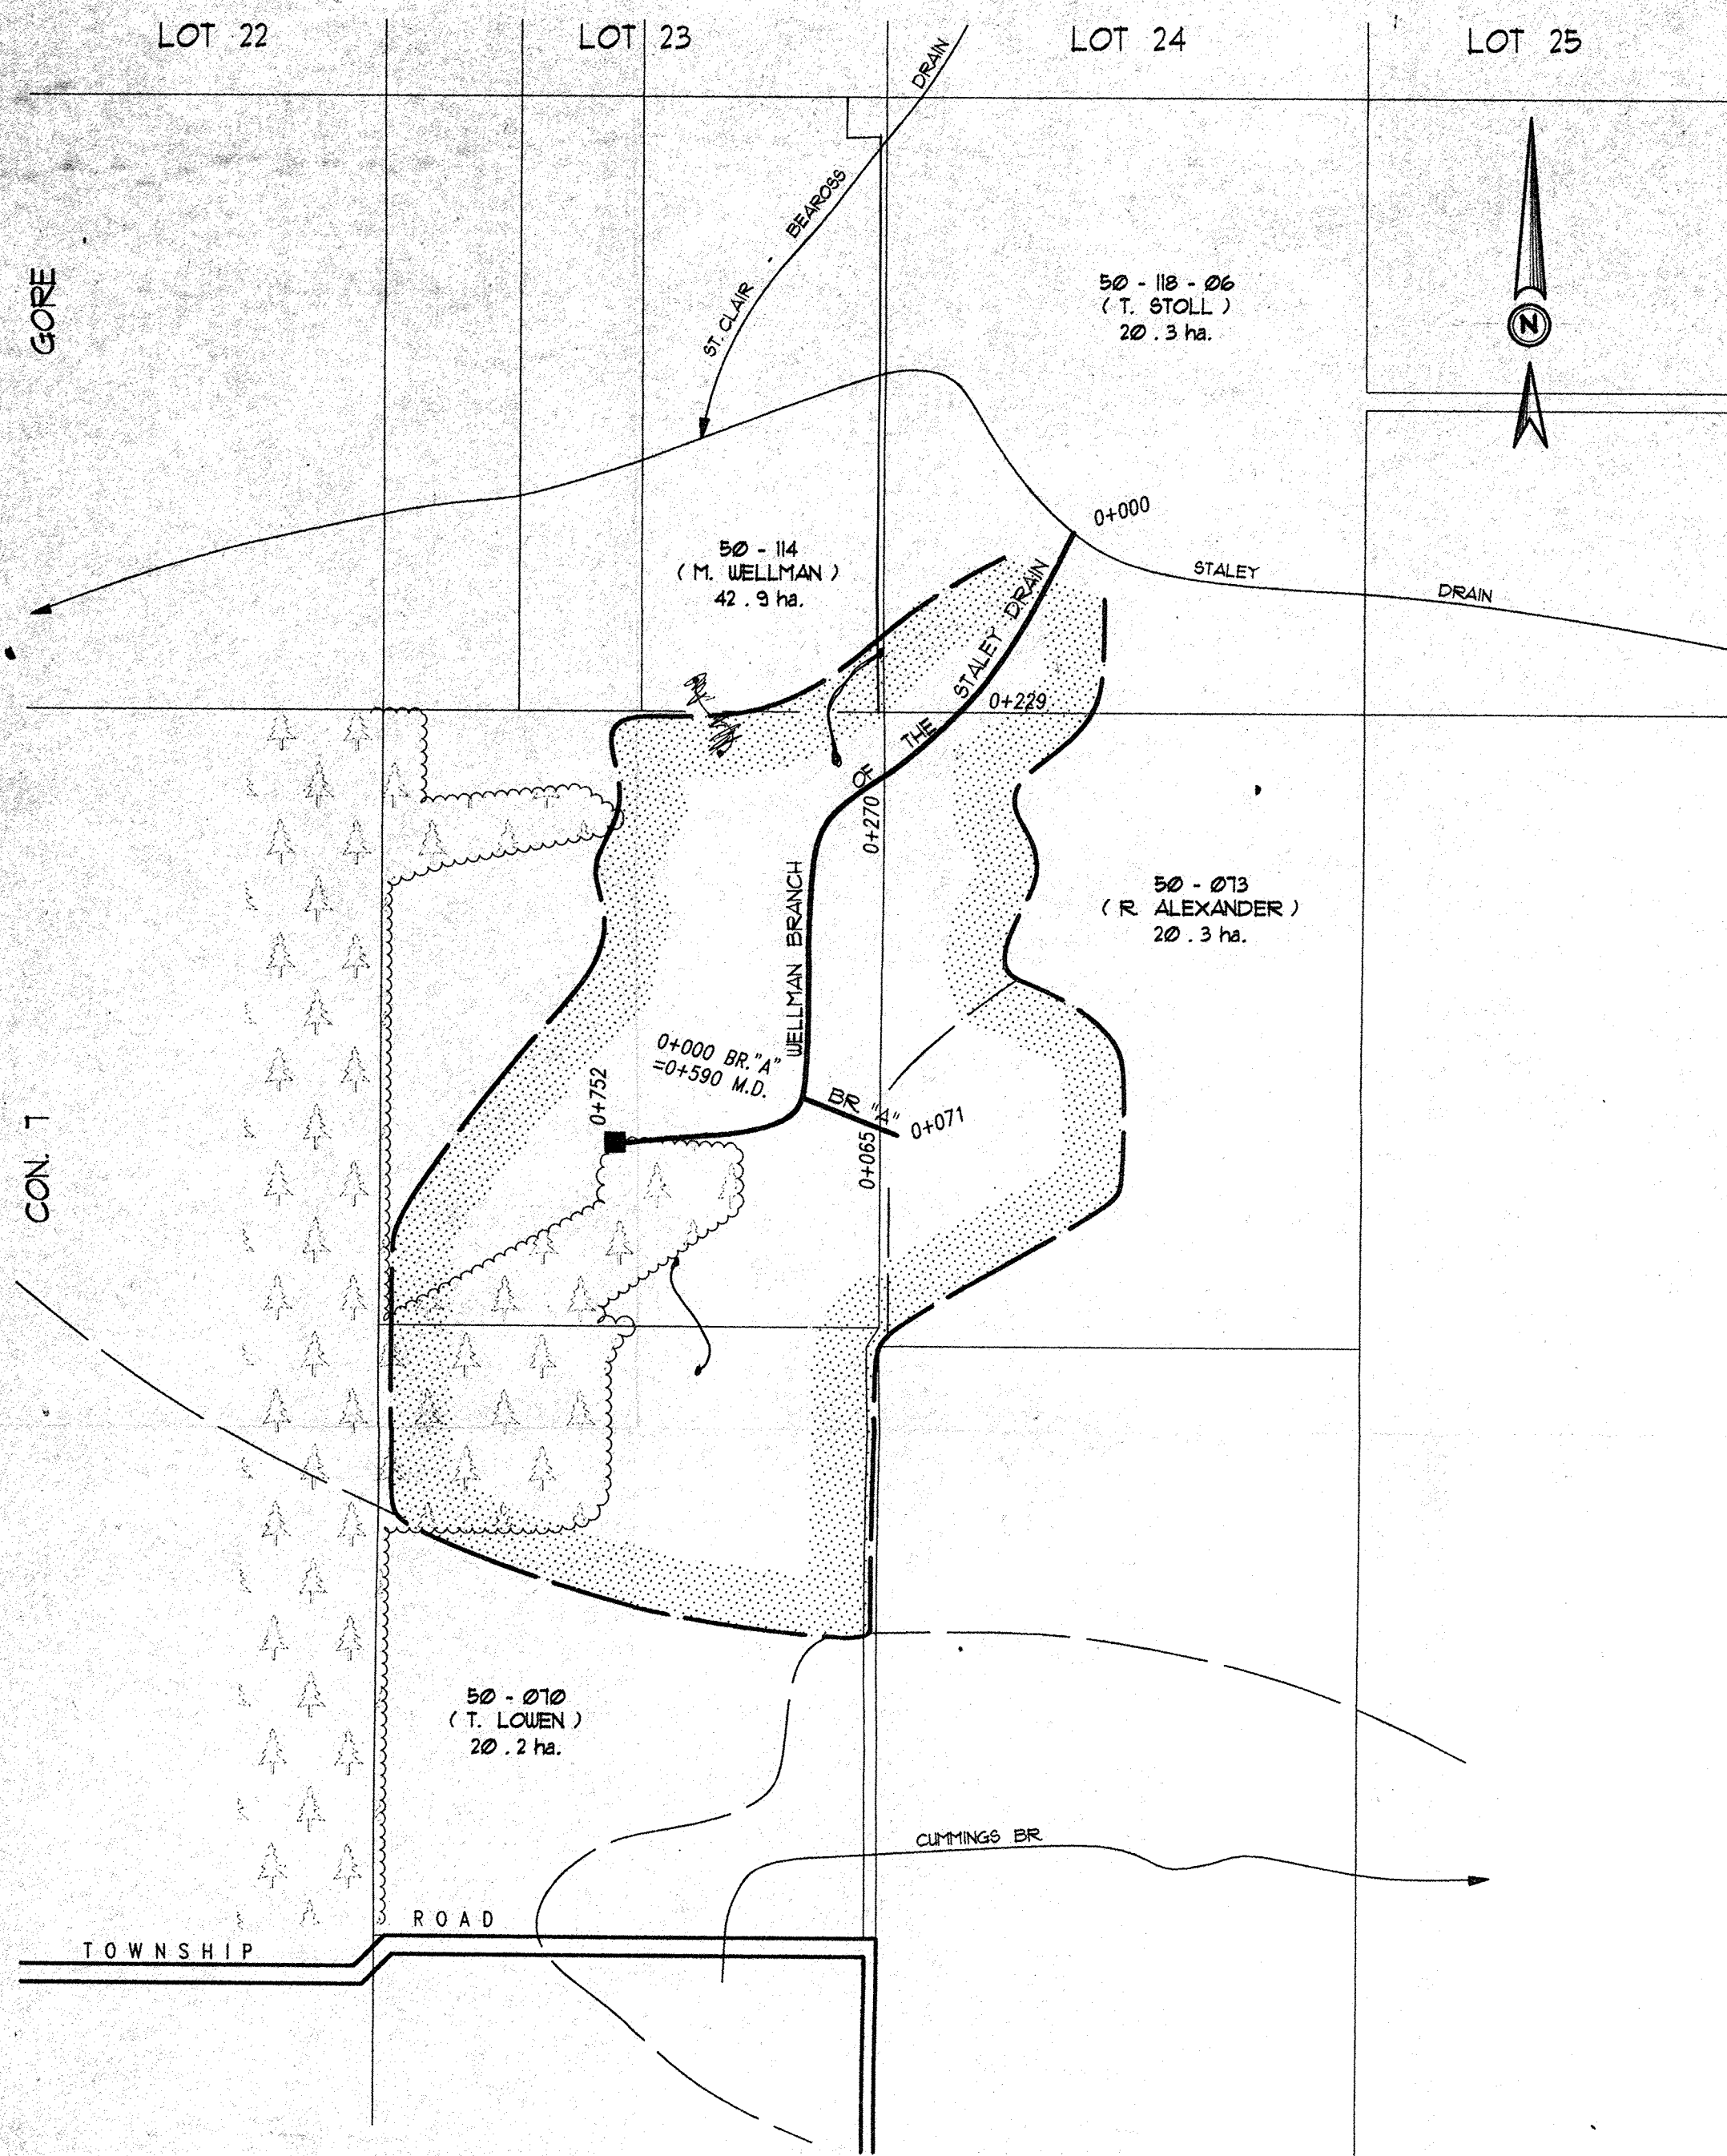 LOT 22
LOT 23
LOT 24
LOT 25
DRAIN
BEAROSS
ST. CLAIR
GORE
50 - 118 - 06
( T. STOLL )
20 . 3 ha.
N
0+000
50 - 114
( M. WELLMAN )
42 . 9 ha.
STALEY
DRAIN
STALEY DRAIN
0+229
THE
OF
0+270
WELLMAN BRANCH
50 - 073
( R. ALEXANDER )
20 . 3 ha.
0+000 BR."A"
=0+590 M.D.
0+752
BR. "A"
0+071
0+065
CON. 7
50 - 070
( T. LOWEN )
20 . 2 ha.
CUMMINGS BR
ROAD
TOWNSHIP